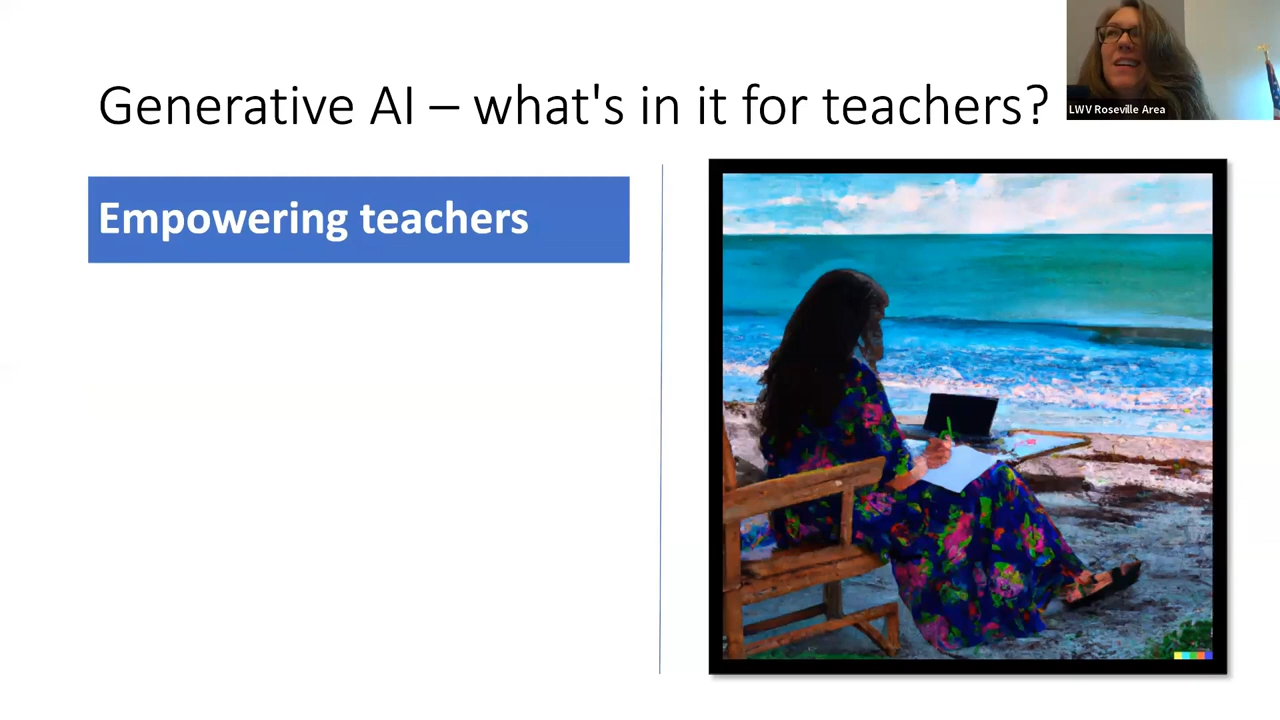 Generative AI – what's in it for teachers?
LWV Roseville Area
Empowering teachers